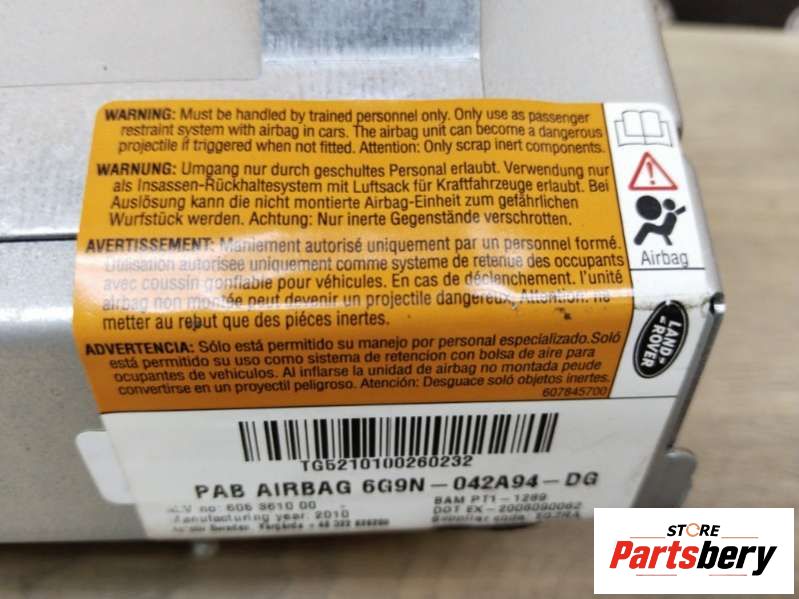 WARNING: Must be handled by trained personnel only. Only use as passenger
restraint system with airbag in cars. The airbag unit can become a dangerous
projectile if triggered when not fitted. Attention: Only scrap inert components.
WARNUNG: Umgang nur durch geschultes Personal erlaubt. Verwendung nur
als Insassen-Rückhaltesystem mit Luftsack für Kraftfahrzeuge erlaubt. Bei
Auslösung kann die nicht montierte Airbag-Einheit zum gefährlichen
Wurfstück werden. Achtung: Nur inerte Gegenstände verschrotten.
AVERTISSEMENT: Maniement autorisé uniquement par un personnel formé.
Utilisation autorisee uniquement comme systeme de retenue des occupants
avec coussin gonflable pour véhicules. En cas de déclenchement. l'unité
airbag non montée peut devenir un projectile dangereux, Attention: ne
metter au rebut que des piéces inertes.
ADVERTENCIA: Sólo está permitido su manejo por personal especializado.Soló
está permitido su uso como sistema de retención con bolsa de aire para
ocupantes de vehículos. Al inflarse la unidad de airbag no montada peude
convertirse en un proyectil peligroso. Atención: Desguace soló objetos inertes.
607845700
Airbag
LAND-
ROVER
TG5210100260232
PAB AIRBAG 6G9N-042A94-DG
BAM PT1-1289
Manufacturing year: 2010
DOT EX-2006090062
Supplier code:
STORE
Partsbery